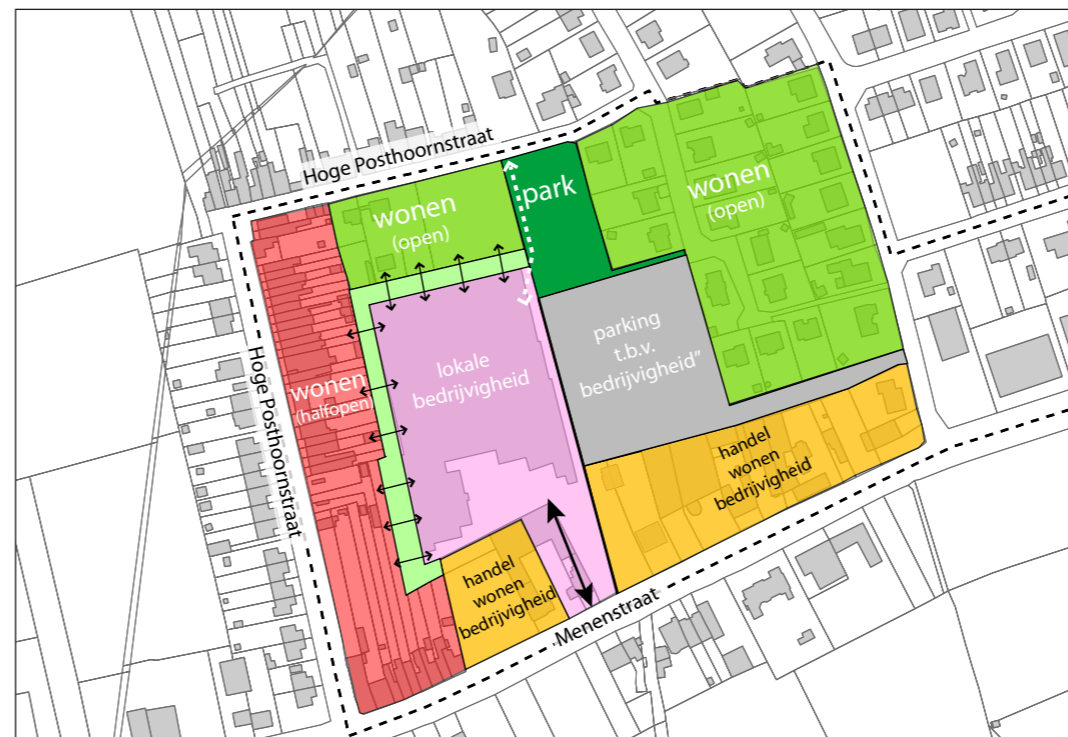 Hoge Posthoornstraat
wonen
(open)
park
wonen
(open)
Hoge Posthoornstraat
wonen
(halfopen)
lokale
bedrijvigheid
parking
t.b.v.
bedrijvigheid"
handel
wonen
bedrijvigheid
handel
wonen
bedrijvigheid
Menenstraat